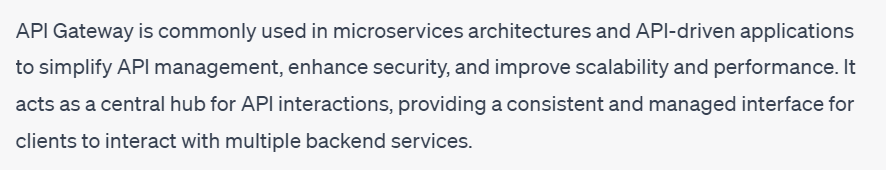 API Gateway is commonly used in microservices architectures and API-driven applications
to simplify API management, enhance security, and improve scalability and performance. It
acts as a central hub for API interactions, providing a consistent and managed interface for
clients to interact with multiple backend services.